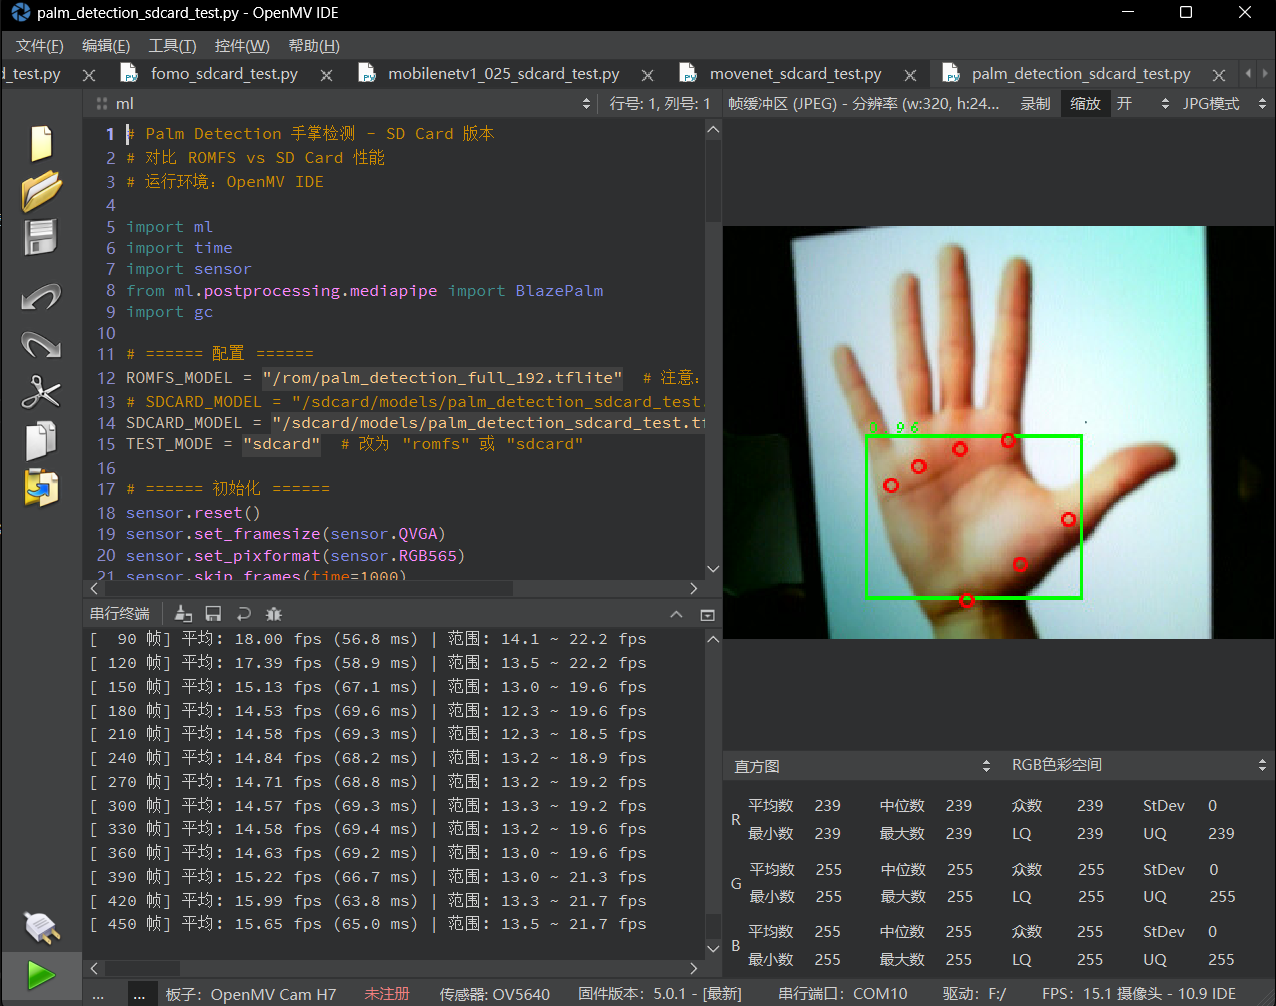 palm_detection_sdcard_test.py - OpenMV IDE
文件(F) 编辑(E) 工具(T) 控件(W) 帮助(H)
d_test.py fomo_sdcard_test.py mobilenetv1_025_sdcard_test.py movenet_sdcard_test.py palm_detection_sdcard_test.py
ml 行号: 1, 列号: 1 帧缓冲区 (JPEG) - 分辨率 (w:320, h:24... 录制 缩放 开 JPG模式
1 # Palm Detection 手掌检测 - SD Card 版本
2 # 对比 ROMFS vs SD Card 性能
3 # 运行环境: OpenMV IDE
4
5 import ml
6 import time
7 import sensor
8 from ml.postprocessing.mediapipe import BlazePalm
9 import gc
10
11 # ====== 配置 ======
12 ROMFS_MODEL = "/rom/palm_detection_full_192.tflite" # 注意:
13 # SDCARD_MODEL = "/sdcard/models/palm_detection_sdcard_test.
14 SDCARD_MODEL = "/sdcard/models/palm_detection_sdcard_test.tf
15 TEST_MODE = "sdcard" # 改为 "romfs" 或 "sdcard"
16
17 # ====== 初始化 ======
18 sensor.reset()
19 sensor.set_framesize(sensor.QVGA)
20 sensor.set_pixformat(sensor.RGB565)
21 sensor.skip_frames(time=1000)
0.96
串行终端
[ 90 帧] 平均: 18.00 fps (56.8 ms) | 范围: 14.1 ~ 22.2 fps
[ 120 帧] 平均: 17.39 fps (58.9 ms) | 范围: 13.5 ~ 22.2 fps
[ 150 帧] 平均: 15.13 fps (67.1 ms) | 范围: 13.0 ~ 19.6 fps
[ 180 帧] 平均: 14.53 fps (69.6 ms) | 范围: 12.3 ~ 19.6 fps
[ 210 帧] 平均: 14.58 fps (69.3 ms) | 范围: 12.3 ~ 18.5 fps
[ 240 帧] 平均: 14.84 fps (68.2 ms) | 范围: 13.2 ~ 18.9 fps
[ 270 帧] 平均: 14.71 fps (68.8 ms) | 范围: 13.2 ~ 19.2 fps
[ 300 帧] 平均: 14.57 fps (69.3 ms) | 范围: 13.3 ~ 19.2 fps
[ 330 帧] 平均: 14.58 fps (69.4 ms) | 范围: 13.2 ~ 19.6 fps
[ 360 帧] 平均: 14.63 fps (69.2 ms) | 范围: 13.0 ~ 19.6 fps
[ 390 帧] 平均: 15.22 fps (66.7 ms) | 范围: 13.0 ~ 21.3 fps
[ 420 帧] 平均: 15.99 fps (63.8 ms) | 范围: 13.3 ~ 21.7 fps
[ 450 帧] 平均: 15.65 fps (65.0 ms) | 范围: 13.5 ~ 21.7 fps
直方图 RGB色彩空间
R 平均数 239 中位数 239 众数 239 StDev 0
最小数 239 最大数 239 LQ 239 UQ 239
G 平均数 255 中位数 255 众数 255 StDev 0
最小数 255 最大数 255 LQ 255 UQ 255
B 平均数 255 中位数 255 众数 255 StDev 0
最小数 255 最大数 255 LQ 255 UQ 255
... ... 板子: OpenMV Cam H7 未注册 传感器: OV5640 固件版本: 5.0.1 - [最新] 串行端口: COM10 驱动: F:/ FPS: 15.1 摄像头 - 10.9 IDE